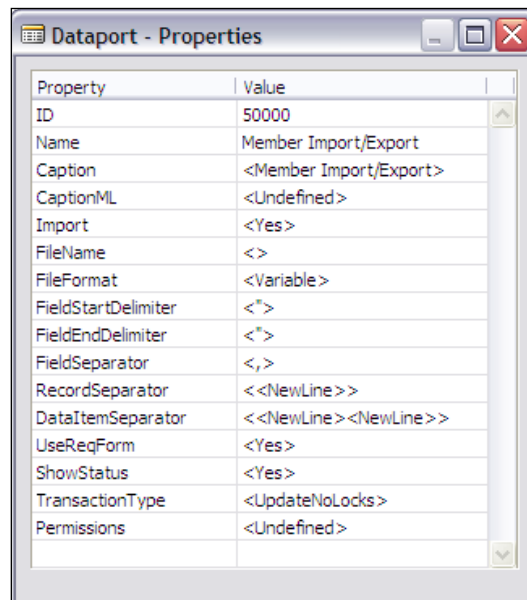 Dataport - Properties
Property Value
ID 50000
Name Member Import/Export
Caption <Member Import/Export>
CaptionML <Undefined>
Import <Yes>
FileName <>
FileFormat <Variable>
FieldStartDelimiter <">
FieldEndDelimiter <">
FieldSeparator <,>
RecordSeparator <<NewLine>>
DataItemSeparator <<NewLine><NewLine>>
UseReqForm <Yes>
ShowStatus <Yes>
TransactionType <UpdateNoLocks>
Permissions <Undefined>